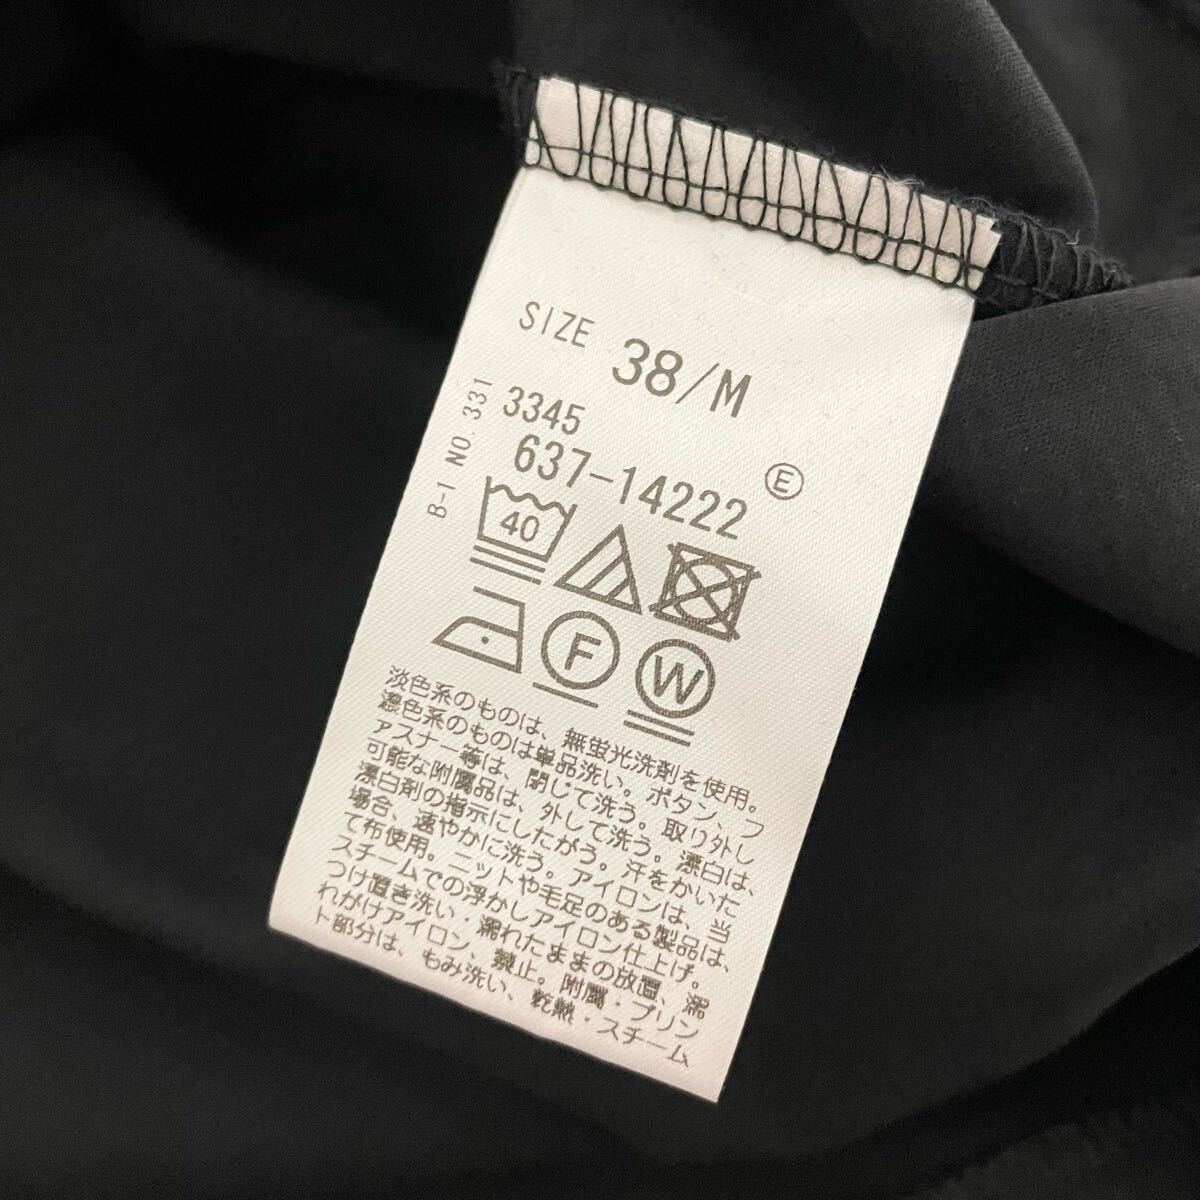 SIZE 38/M
B-1 NO.331
3345
637-14222 E
40
F W
淡色系のものは、無蛍光洗剤を使用。
濃色系のものは単品洗い。ボタン、フ
ァスナー等は、閉じて洗う。取り外し
可能な附属品は、外して洗う。漂白は、
漂白剤の指示にしたがう。汗をかいた
場合、速やかに洗う。アイロンは、当
て布使用。ニットや毛足のある製品は、
スチームでの浮かしアイロン仕上げ。
つけ置き洗い・濡れたままの放置、濡
れがけアイロン、禁止。附属・プリン
ト部分は、もみ洗い、乾熱・スチーム